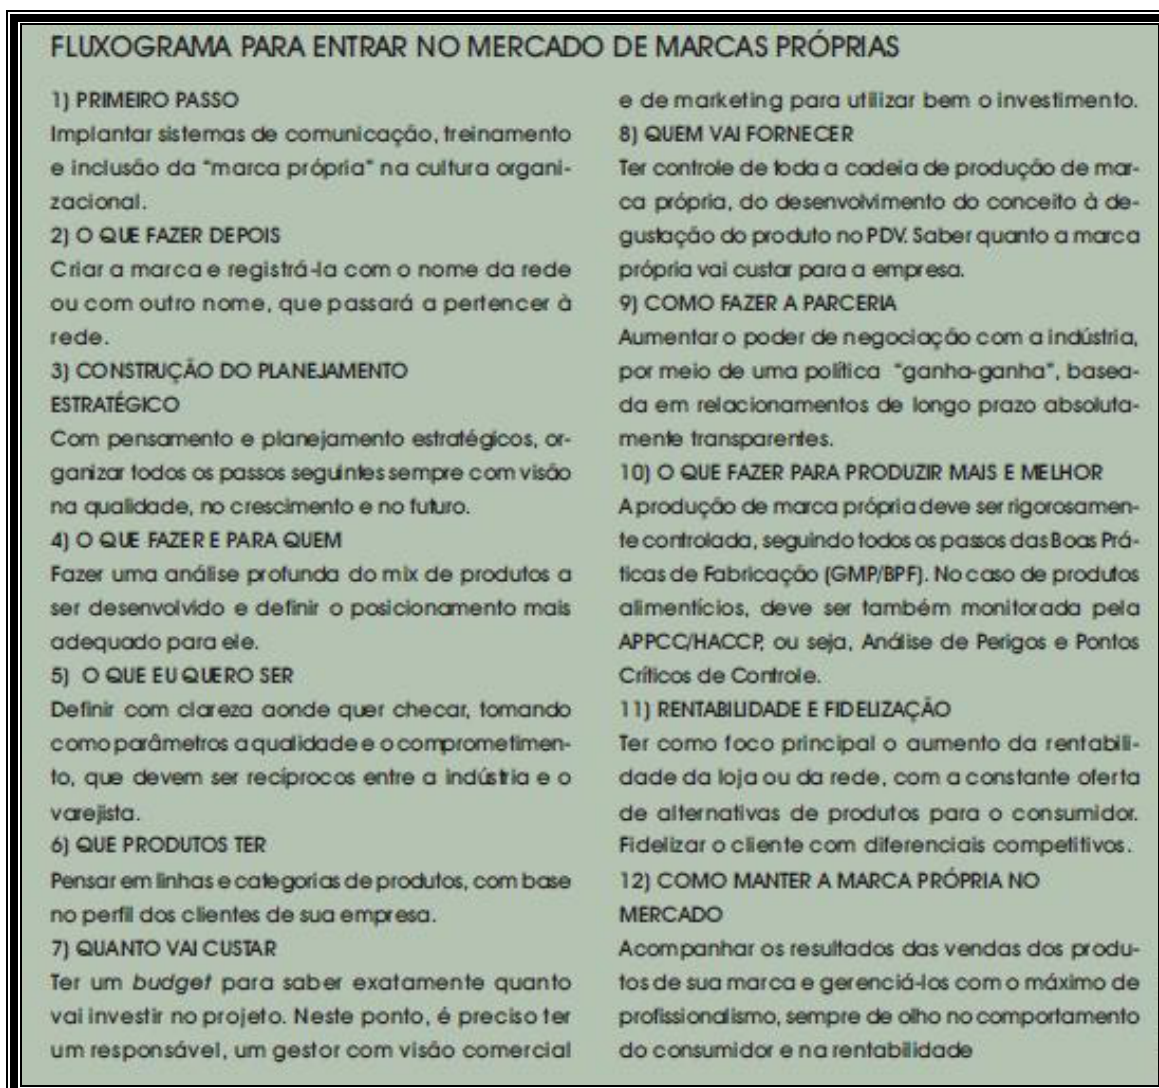 FLUXOGRAMA PARA ENTRAR NO MERCADO DE MARCAS PRÓPRIAS
1) PRIMEIRO PASSO
Implantar sistemas de comunicação, treinamento
e inclusão da “marca própria” na cultura organi-
zacional.
2) O QUE FAZER DEPOIS
Criar a marca e registrá-la com o nome da rede
ou com outro nome, que passará a pertencer à
rede.
3) CONSTRUÇÃO DO PLANEJAMENTO
ESTRATÉGICO
Com pensamento e planejamento estratégicos, or-
ganizar todos os passos seguintes sempre com visão
na qualidade, no crescimento e no futuro.
4) O QUE FAZER E PARA QUEM
Fazer uma análise profunda do mix de produtos a
ser desenvolvido e definir o posicionamento mais
adequado para ele.
5) O QUE EU QUERO SER
Definir com clareza aonde quer checar, tomando
como parâmetros a qualidade e o comprometimen-
to, que devem ser recíprocos entre a indústria e o
varejista.
6) QUE PRODUTOS TER
Pensar em linhas e categorias de produtos, com base
no perfil dos clientes de sua empresa.
7) QUANTO VAI CUSTAR
Ter um budget para saber exatamente quanto
vai investir no projeto. Neste ponto, é preciso ter
um responsável, um gestor com visão comercial
e de marketing para utilizar bem o investimento.
8) QUEM VAI FORNECER
Ter controle de toda a cadeia de produção de mar-
ca própria, do desenvolvimento do conceito à de-
gustação do produto no PDV. Saber quanto a marca
própria vai custar para a empresa.
9) COMO FAZER A PARCERIA
Aumentar o poder de negociação com a indústria,
por meio de uma política “ganha-ganha”, basea-
da em relacionamentos de longo prazo absoluta-
mente transparentes.
10) O QUE FAZER PARA PRODUZIR MAIS E MELHOR
A produção de marca própria deve ser rigorosamen-
te controlada, seguindo todos os passos das Boas Prá-
ticas de Fabricação (GMP/BPF). No caso de produtos
alimentícios, deve ser também monitorada pela
APPCC/HACCP, ou seja, Análise de Perigos e Pontos
Críticos de Controle.
11) RENTABILIDADE E FIDELIZAÇÃO
Ter como foco principal o aumento da rentabili-
dade da loja ou da rede, com a constante oferta
de alternativas de produtos para o consumidor.
Fidelizar o cliente com diferenciais competitivos.
12) COMO MANTER A MARCA PRÓPRIA NO
MERCADO
Acompanhar os resultados das vendas dos produ-
tos de sua marca e gerenciá-los com o máximo de
profissionalismo, sempre de olho no comportamento
do consumidor e na rentabilidade